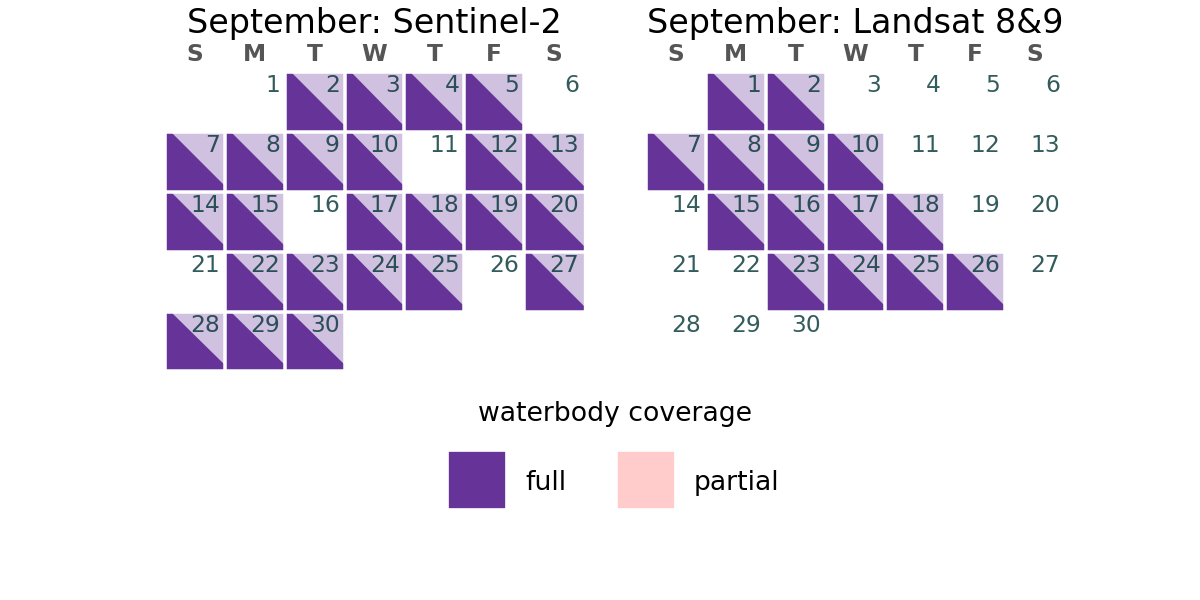 September: Sentinel-2
S M T W T F S
1 2 3 4 5 6
7 8 9 10 11 12 13
14 15 16 17 18 19 20
21 22 23 24 25 26 27
28 29 30
September: Landsat 8&9
S M T W T F S
1 2 3 4 5 6
7 8 9 10 11 12 13
14 15 16 17 18 19 20
21 22 23 24 25 26 27
28 29 30
waterbody coverage
full partial